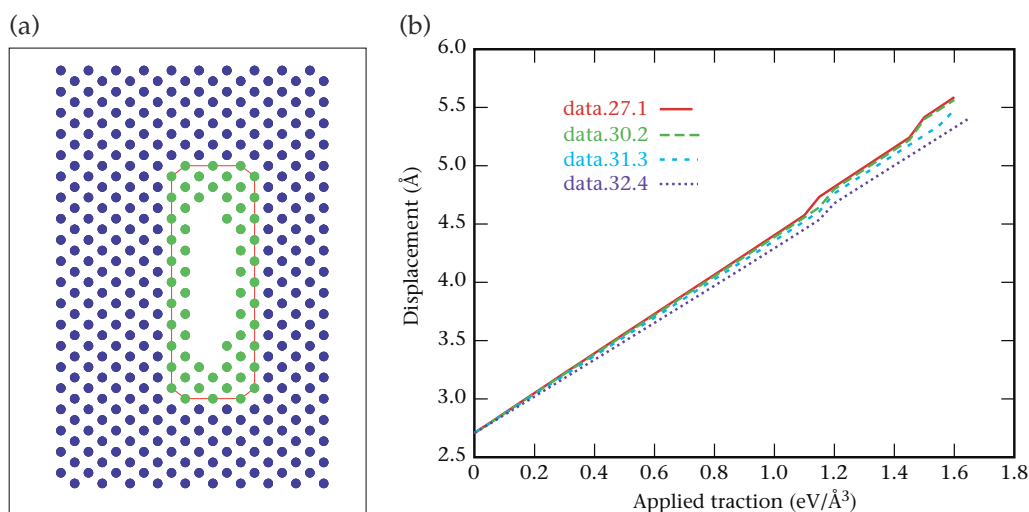 (a)
(b)
6.0
5.5
5.0
4.5
4.0
3.5
3.0
2.5
Displacement (Å)
data.27.1
data.30.2
data.31.3
data.32.4
0 0.2 0.4 0.6 0.8 1.0 1.2 1.4 1.6 1.8
Applied traction (eV/Å³)